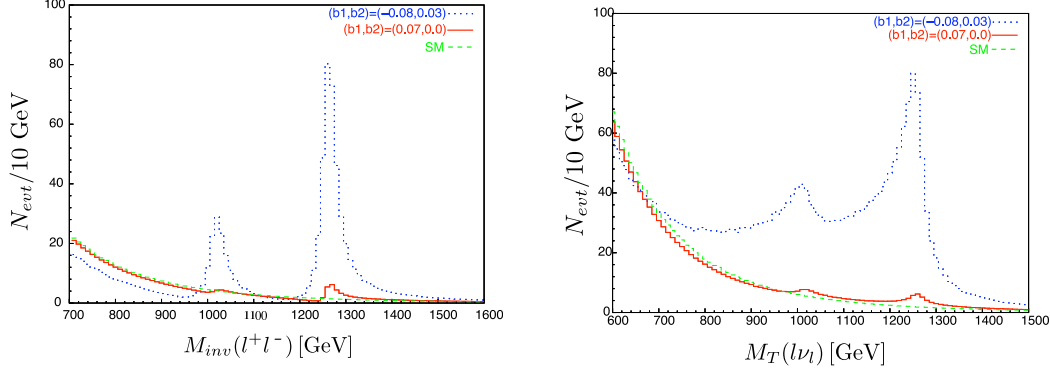 100
80
60
40
20
0
700 800 900 1000 1100 1200 1300 1400 1500 1600
N_evt/10 GeV
M_inv(l^+l^-) [GeV]
(b1,b2)=(−0.08,0.03)
(b1,b2)=(0.07,0.0)
SM
100
80
60
40
20
0
600 700 800 900 1000 1100 1200 1300 1400 1500
N_evt/10 GeV
M_T(lν_l) [GeV]
(b1,b2)=(−0.08,0.03)
(b1,b2)=(0.07,0.0)
SM